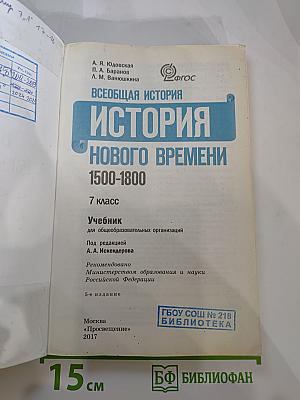 А. Я. Юдовская
П. А. Баранов
Л. М. Ванюшкина
ФГОС
ВСЕОБЩАЯ ИСТОРИЯ
ИСТОРИЯ
НОВОГО ВРЕМЕНИ
1500-1800
7 класс
Учебник
для общеобразовательных организаций
Под редакцией
А. А. Искендерова
Рекомендовано
Министерством образования и науки
Российской Федерации
5-е издание
ГБОУ СОШ № 218
БИБЛИОТЕКА
Москва
«Просвещение»
2017
15 см
БФ БИБЛИОФАН